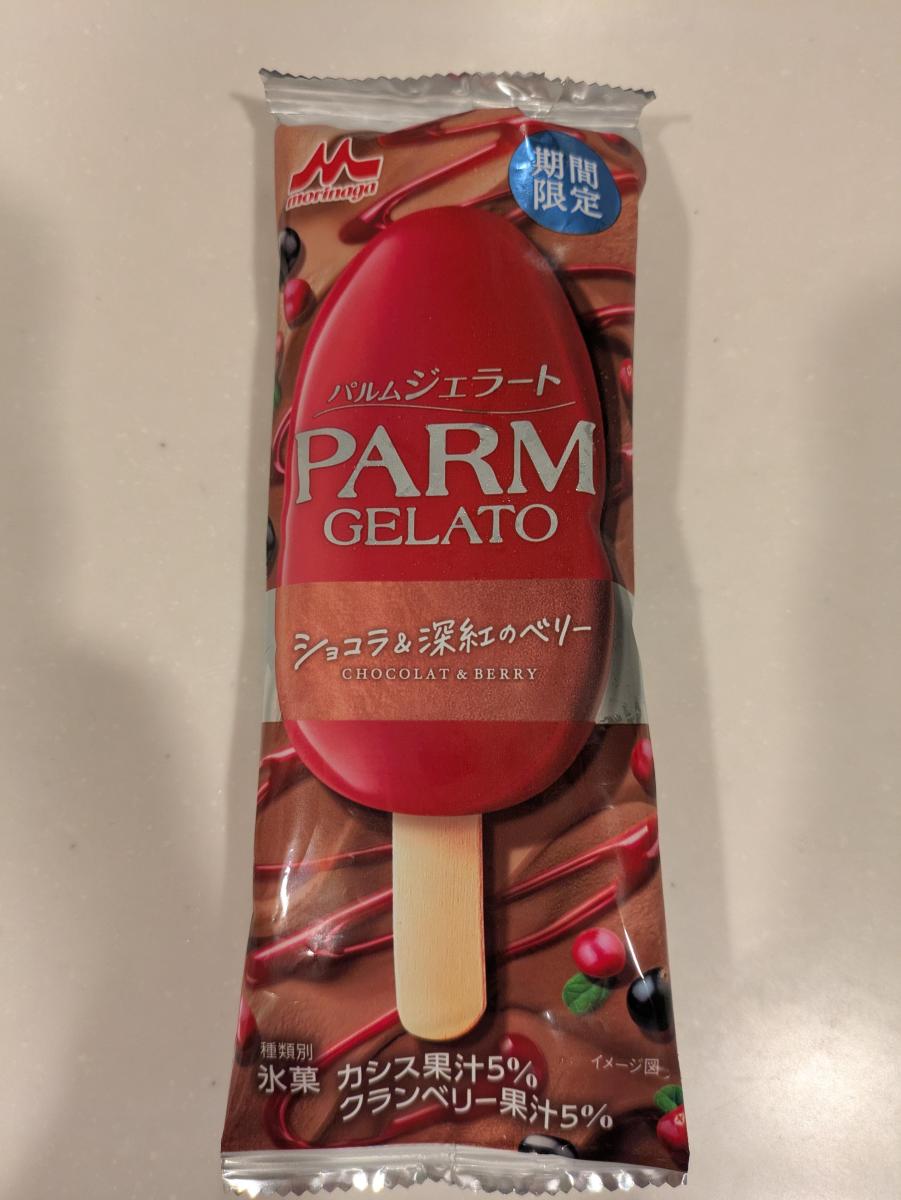 morinaga
期間
限定
パルムジェラート
PARM
GELATO
ショコラ&深紅のベリー
CHOCOLAT & BERRY
種類別
氷菓
カシス果汁5%
クランベリー果汁5%
イメージ図